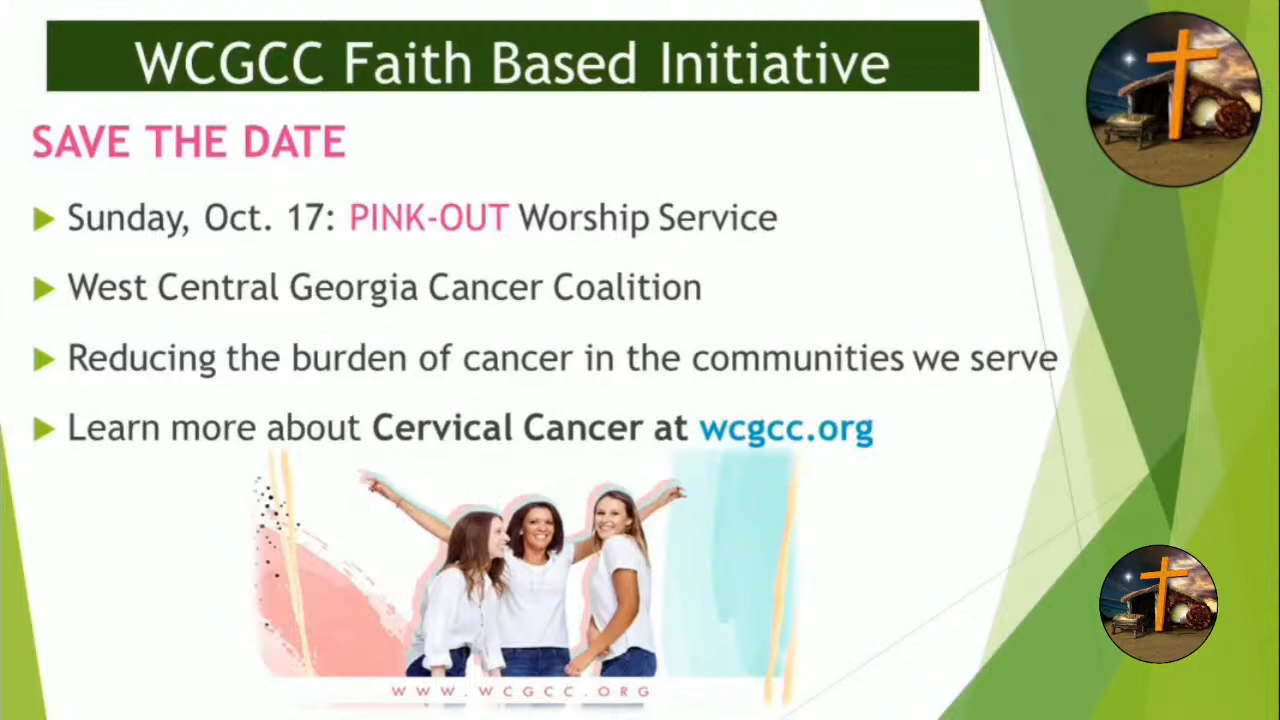 WCGCC Faith Based Initiative
SAVE THE DATE
Sunday, Oct. 17: PINK-OUT Worship Service
West Central Georgia Cancer Coalition
Reducing the burden of cancer in the communities we serve
Learn more about Cervical Cancer at wcgcc.org
WWW.WCGCC.ORG